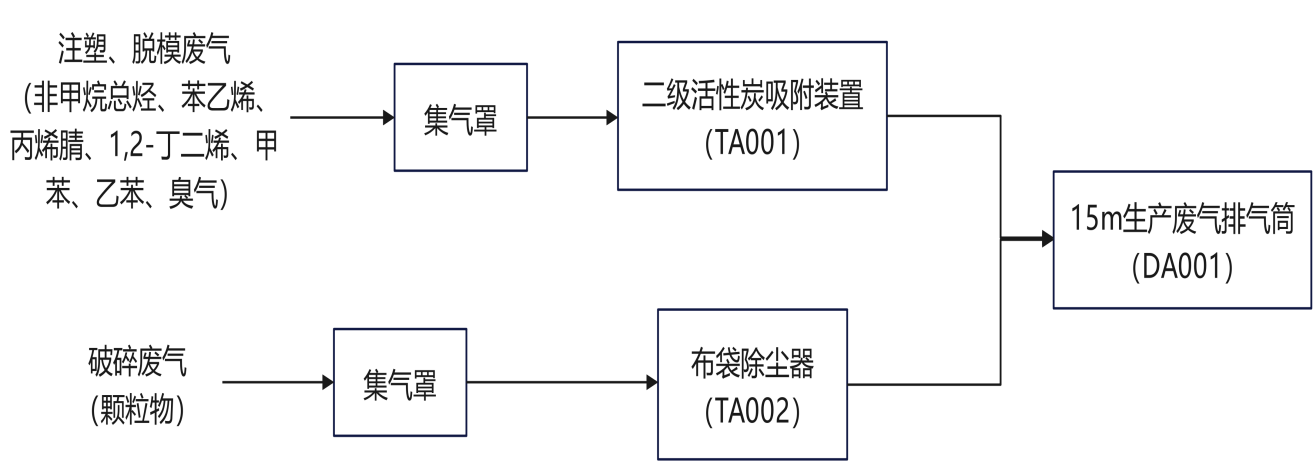 注塑、脱模废气
(非甲烷总烃、苯乙烯、
丙烯腈、1,2-丁二烯、甲
苯、乙苯、臭气)
集气罩
二级活性炭吸附装置
(TA001)
15m生产废气排气筒
(DA001)
破碎废气
(颗粒物)
集气罩
布袋除尘器
(TA002)